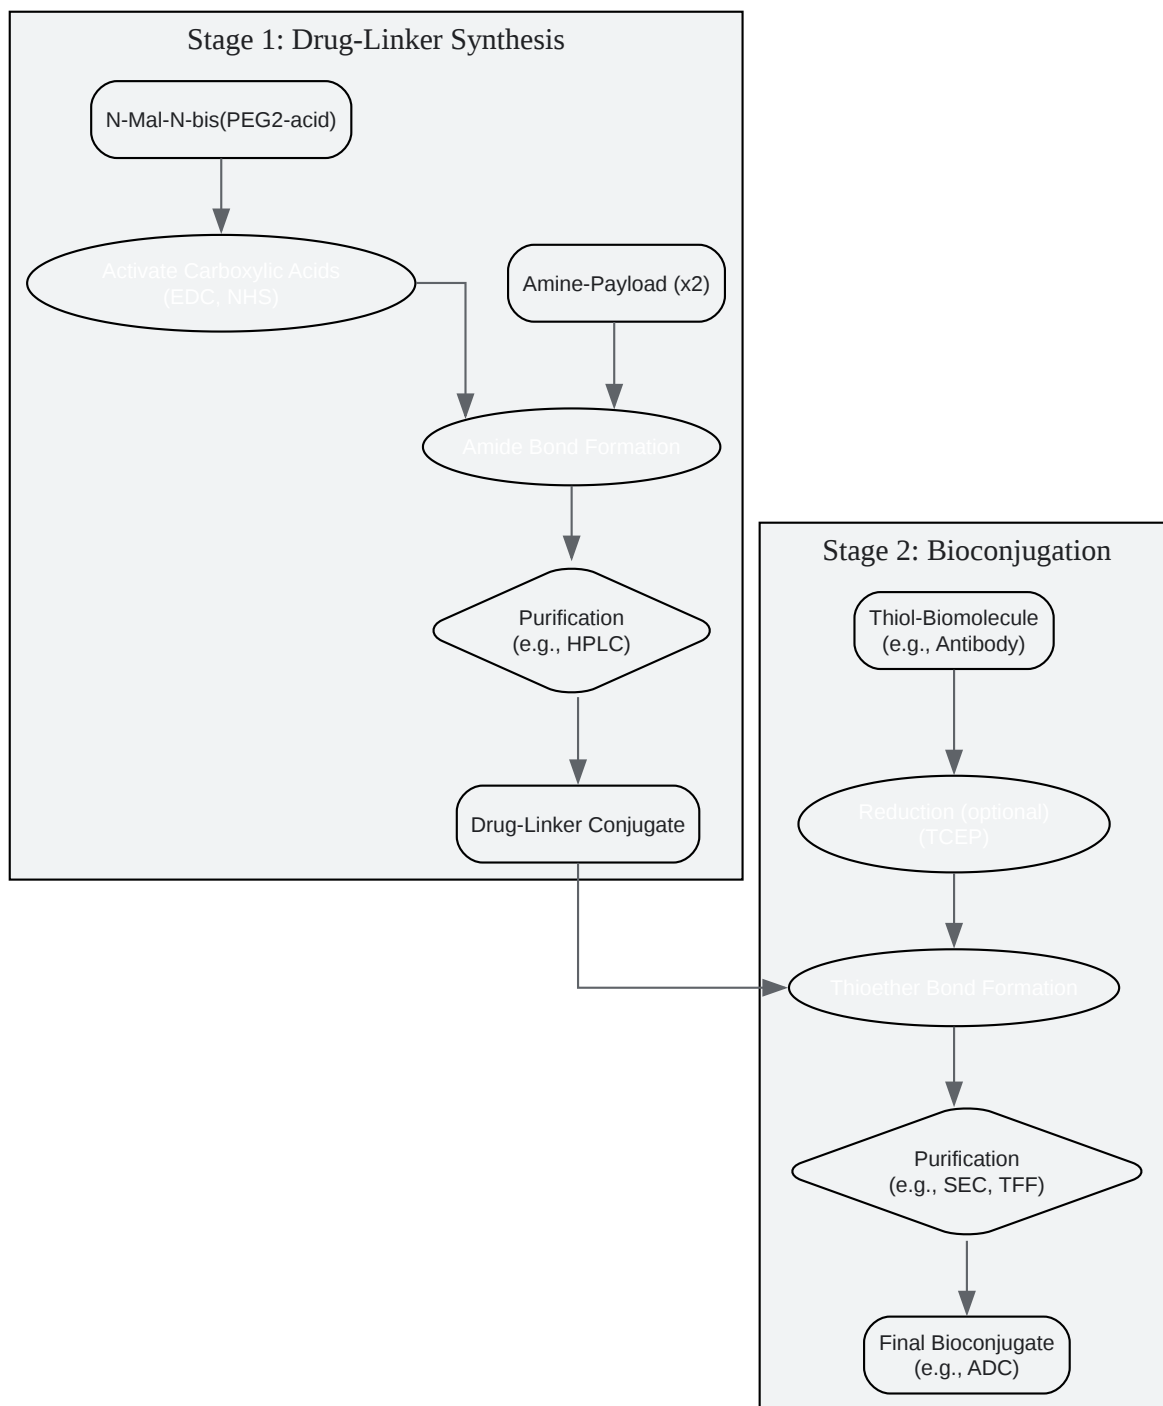 Stage 1: Drug-Linker Synthesis
N-Mal-N-bis(PEG2-acid)
Activate Carboxylic Acids
(EDC, NHS)
Amine-Payload (x2)
Amide Bond Formation
Purification
(e.g., HPLC)
Drug-Linker Conjugate
Stage 2: Bioconjugation
Thiol-Biomolecule
(e.g., Antibody)
Reduction (optional)
(TCEP)
Thioether Bond Formation
Purification
(e.g., SEC, TFF)
Final Bioconjugate
(e.g., ADC)